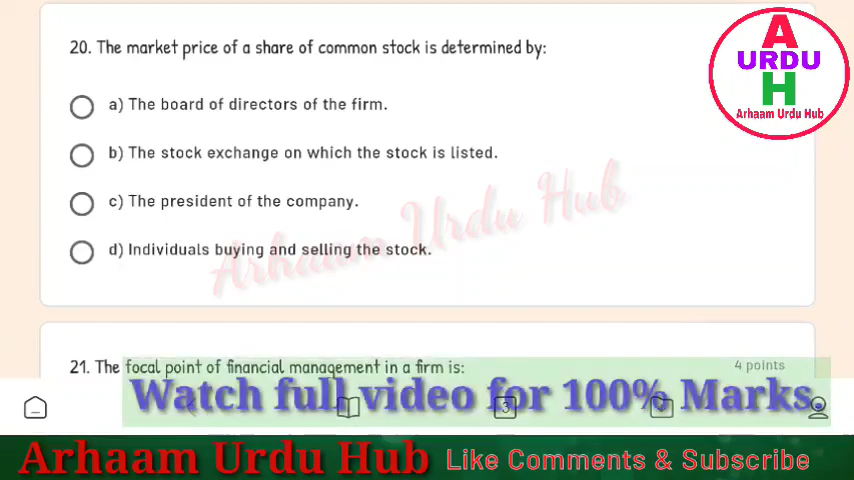 20. The market price of a share of common stock is determined by:
a) The board of directors of the firm.
b) The stock exchange on which the stock is listed.
c) The president of the company.
d) Individuals buying and selling the stock.
Arhaam Urdu Hub
A
URDU
H
Arhaam Urdu Hub
21. The focal point of financial management in a firm is:
4 points
Watch full video for 100% Marks.
3
Arhaam Urdu Hub Like Comments & Subscribe